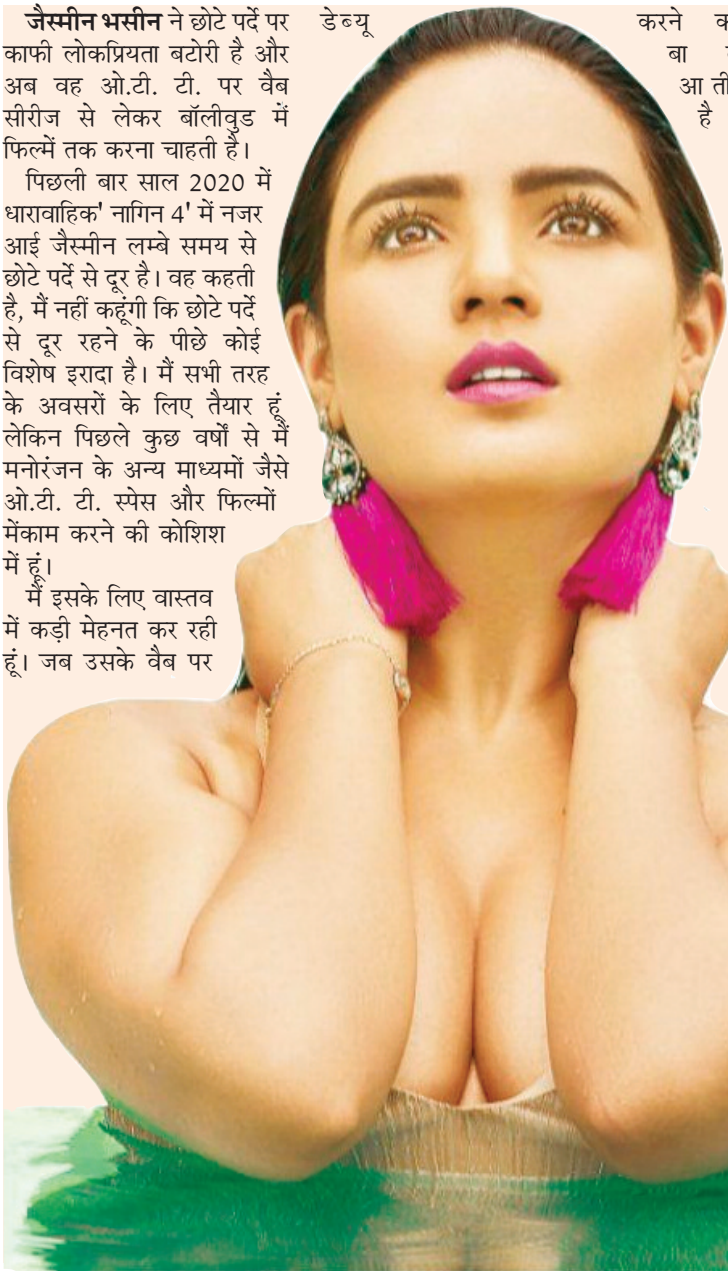 जैस्मीन भसीन ने छोटे पर्दे पर
काफी लोकप्रियता बटोरी है और
अब वह ओ.टी. टी. पर वैब
सीरीज से लेकर बॉलीवुड में
फिल्में तक करना चाहती है।
पिछली बार साल 2020 में
धारावाहिक' नागिन 4' में नजर
आई जैस्मीन लम्बे समय से
छोटे पर्दे से दूर है। वह कहती
है, मैं नहीं कहूंगी कि छोटे पर्दे
से दूर रहने के पीछे कोई
विशेष इरादा है। मैं सभी तरह
के अवसरों के लिए तैयार हूं
लेकिन पिछले कुछ वर्षों से मैं
मनोरंजन के अन्य माध्यमों जैसे
ओ.टी. टी. स्पेस और फिल्मों
मेंकाम करने की कोशिश
में हूं।
मैं इसके लिए वास्तव
में कड़ी मेहनत कर रही
हूं। जब उसके वैब पर
डेब्यू
करने
बा
आ ती
है